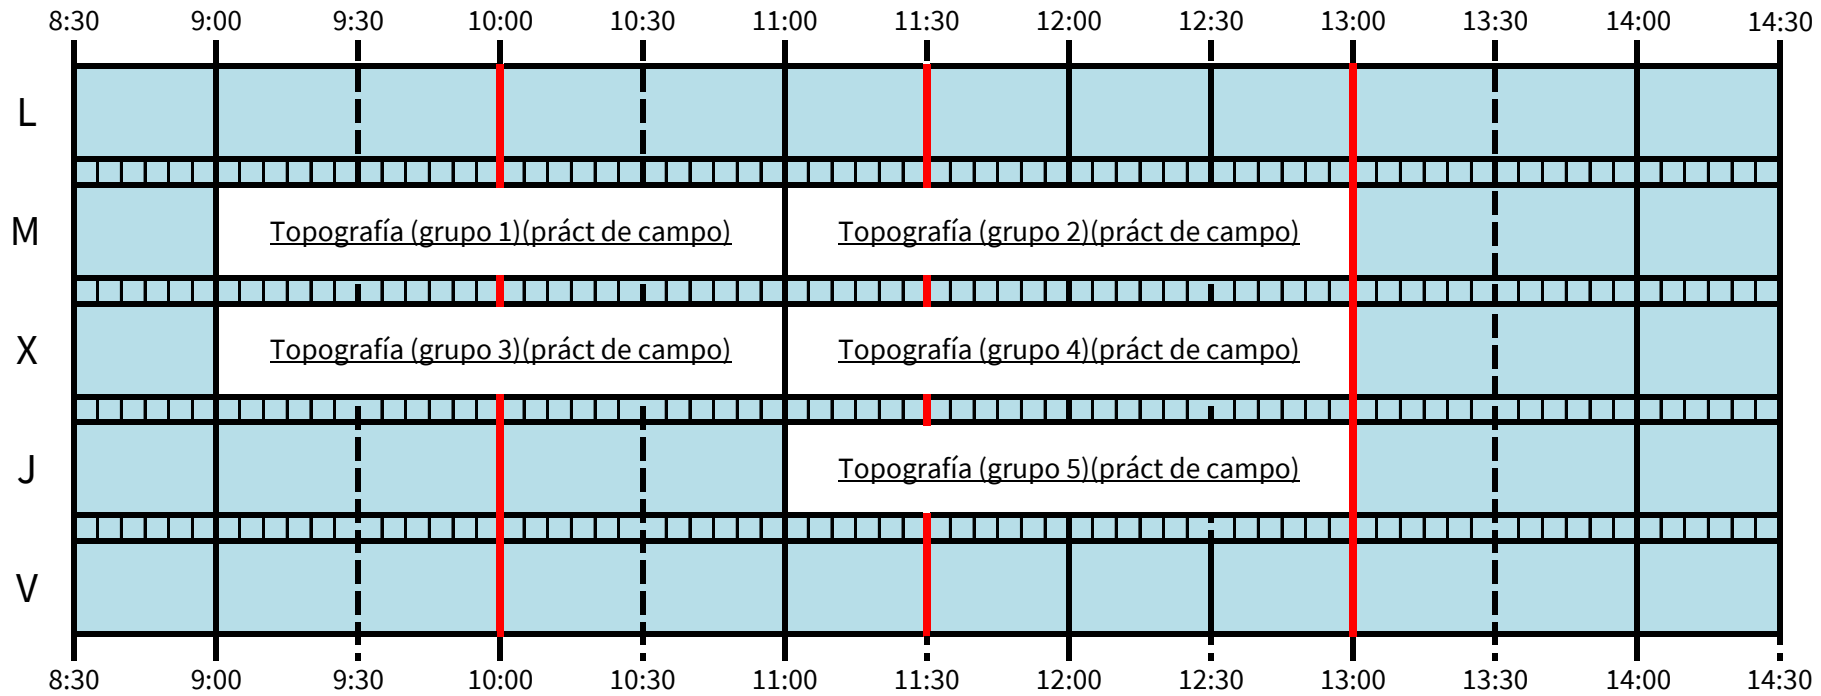 8:30 9:00 9:30 10:00 10:30 11:00 11:30 12:00 12:30 13:00 13:30 14:00 14:30
L
M Topografía (grupo 1)(práct de campo) Topografía (grupo 2)(práct de campo)
X Topografía (grupo 3)(práct de campo) Topografía (grupo 4)(práct de campo)
J Topografía (grupo 5)(práct de campo)
V
8:30 9:00 9:30 10:00 10:30 11:00 11:30 12:00 12:30 13:00 13:30 14:00 14:30